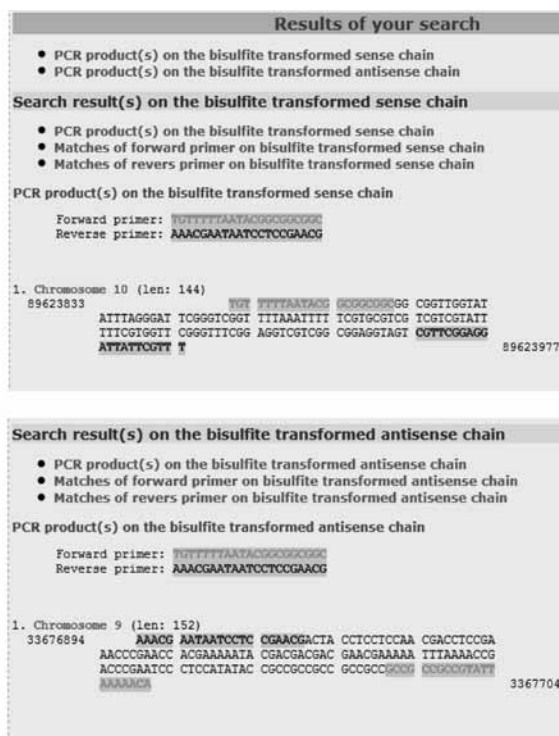 Results of your search
PCR product(s) on the bisulfite transformed sense chain
PCR product(s) on the bisulfite transformed antisense chain
Search result(s) on the bisulfite transformed sense chain
PCR product(s) on the bisulfite transformed sense chain
Matches of forward primer on bisulfite transformed sense chain
Matches of revers primer on bisulfite transformed sense chain
PCR product(s) on the bisulfite transformed sense chain
Forward primer: TGTTTTTAATACGGCGGCGGC
Reverse primer: AAACGAATAATCCTCCGAACG
1. Chromosome 10 (len: 144)
89623833 TGT TTTTAATACG GCGGCGGCGG CGGTTGGTAT
ATTTAGGGAT TCGGGTCGGT TTTAAATTTT TCGTGCGTCG TCGTCGTATT
TTTCGTGGTT CGGGTTTCGG AGGTCGTCGG CGGAGGTAGT CGTTCGGAGG
ATTATTCGTT T 89623977
Search result(s) on the bisulfite transformed antisense chain
PCR product(s) on the bisulfite transformed antisense chain
Matches of forward primer on bisulfite transformed antisense chain
Matches of revers primer on bisulfite transformed antisense chain
PCR product(s) on the bisulfite transformed antisense chain
Forward primer: TGTTTTTAATACGGCGGCGGC
Reverse primer: AAACGAATAATCCTCCGAACG
1. Chromosome 9 (len: 152)
33676894 AAACG AATAATCCTC CGAACGACTA CCTCCTCCAA CGACCTCCGA
AACCCGAACC ACGAAAAATA CGACGACGAC GAACGAAAAA TTTAAAACCG
ACCCGAATCC CTCCATATAC CGCCGCCGCC GCCGCCGCCG CCGCCGTATT
AAAAACA 3367704